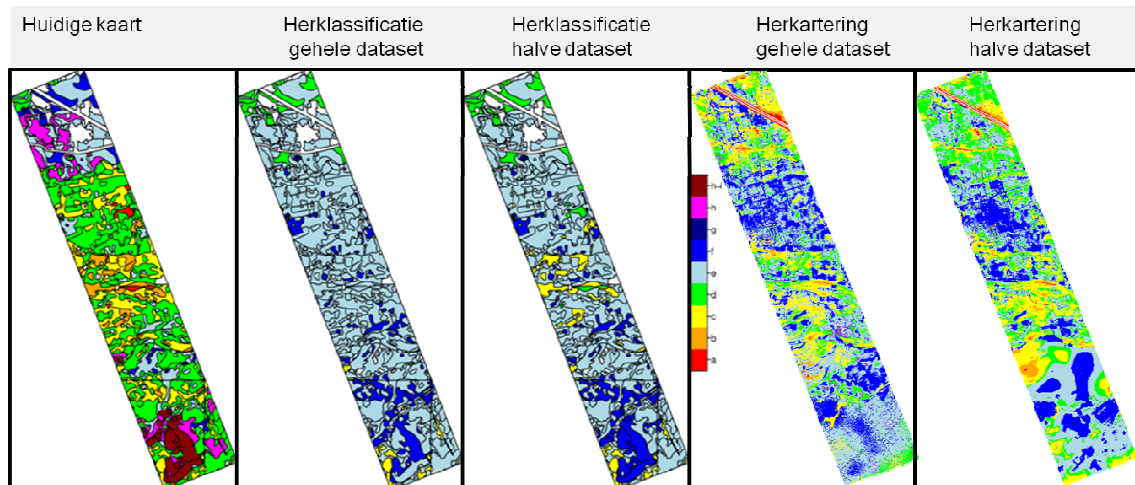 Huidige kaart
Herklassificatie
gehele dataset
Herklassificatie
halve dataset
Herkartering
gehele dataset
Herkartering
halve dataset
h
g
f
e
d
c
b
a